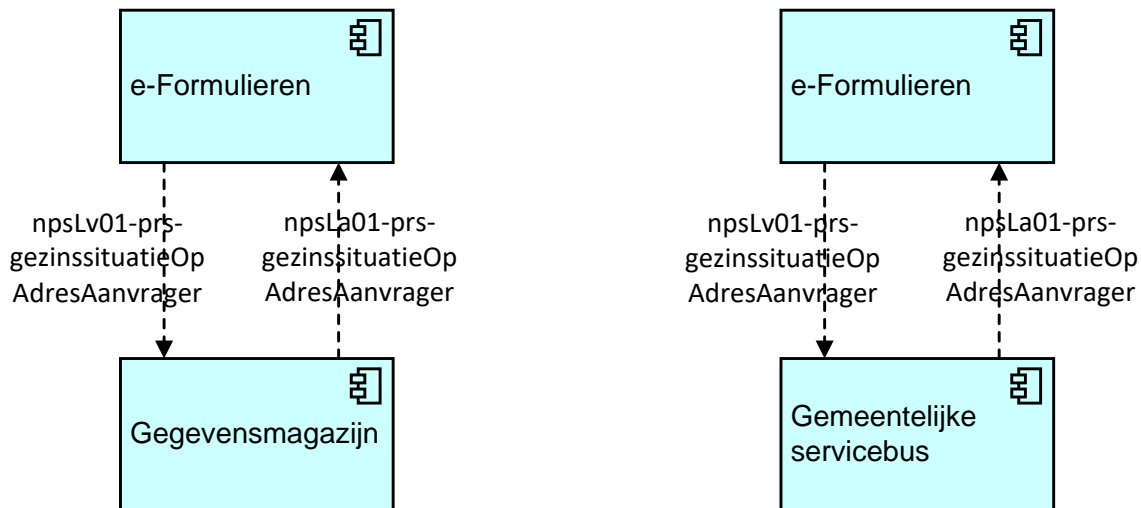 e-Formulieren
npsLv01-prs-
gezinssituatieOp
AdresAanvrager
npsLa01-prs-
gezinssituatieOp
AdresAanvrager
Gegevensmagazijn
e-Formulieren
npsLv01-prs-
gezinssituatieOp
AdresAanvrager
npsLa01-prs-
gezinssituatieOp
AdresAanvrager
Gemeentelijke
servicebus